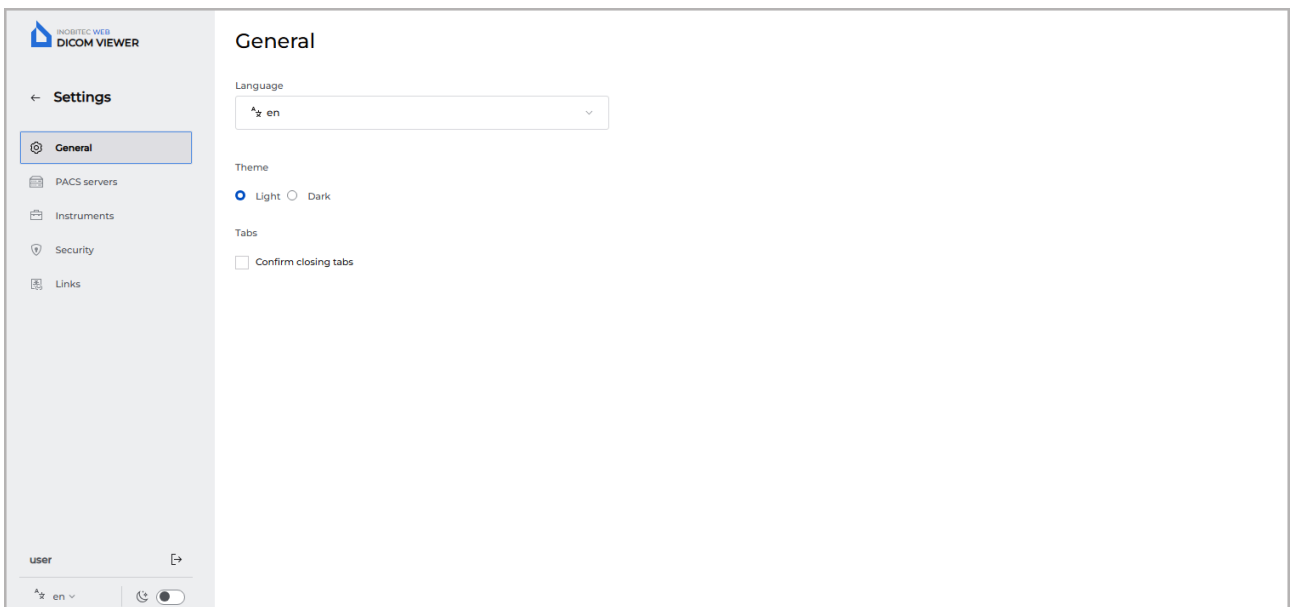 INOBITEC WEB
DICOM VIEWER
Settings
General
PACS servers
Instruments
Security
Links
user
en
General
Language
en
Theme
Light Dark
Tabs
Confirm closing tabs